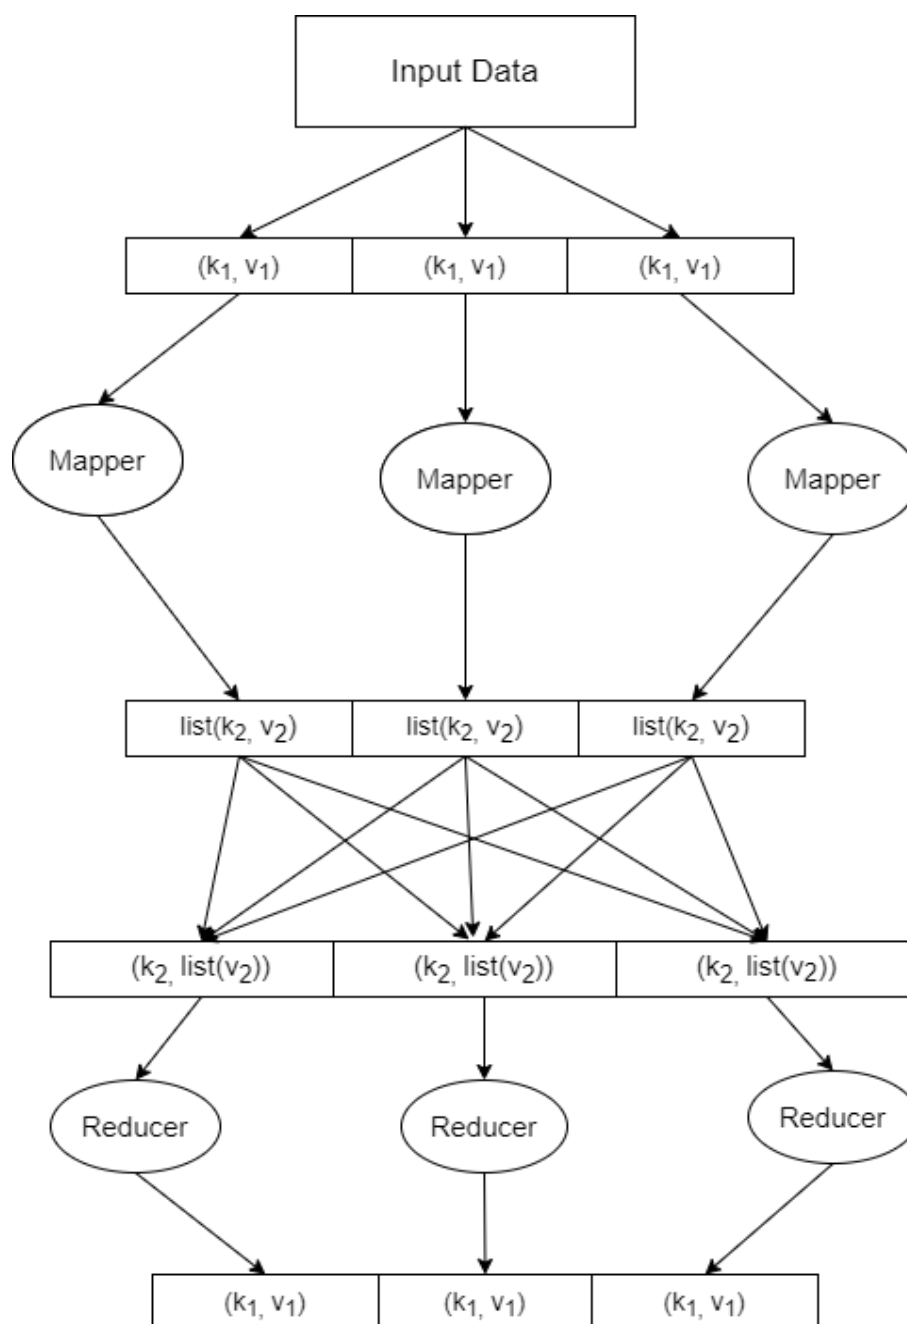 Input Data
(k₁, v₁) (k₁, v₁) (k₁, v₁)
Mapper Mapper Mapper
list(k₂, v₂) list(k₂, v₂) list(k₂, v₂)
(k₂, list(v₂)) (k₂, list(v₂)) (k₂, list(v₂))
Reducer Reducer Reducer
(k₁, v₁) (k₁, v₁) (k₁, v₁)